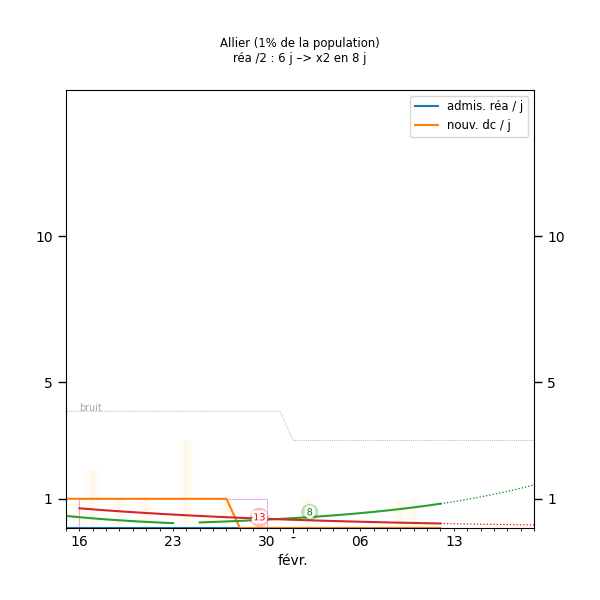 Allier (1% de la population)
réa /2 : 6 j –> x2 en 8 j
admis. réa / j
nouv. dc / j
10
10
5
5
bruit
1
1
13
8
16
23
30
-
06
13
févr.